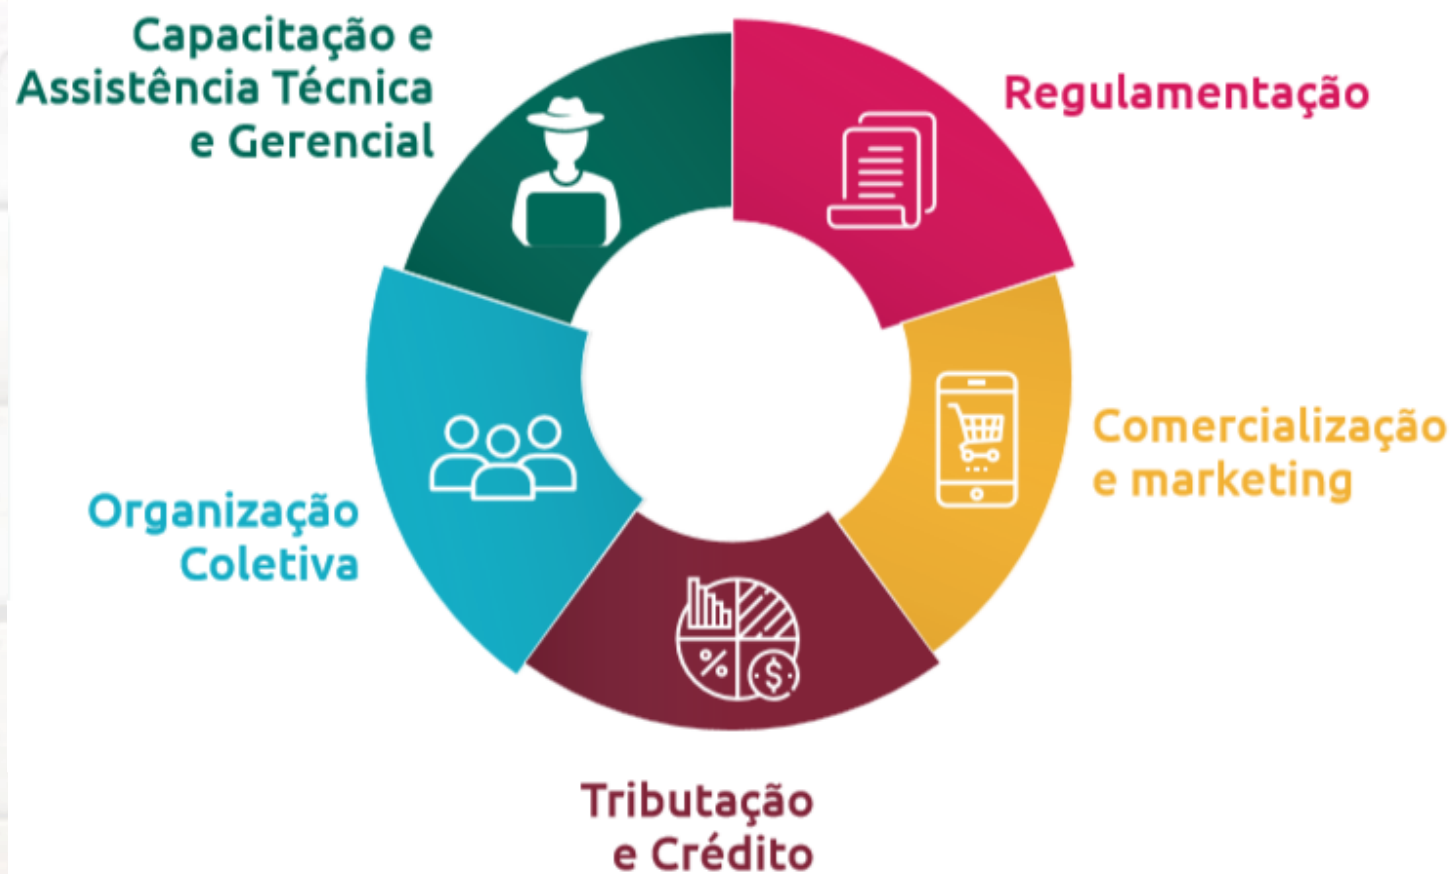 Capacitação e
Assistência Técnica
e Gerencial
Regulamentação
Comercialização
e marketing
Organização
Coletiva
Tributação
e Crédito
%
$